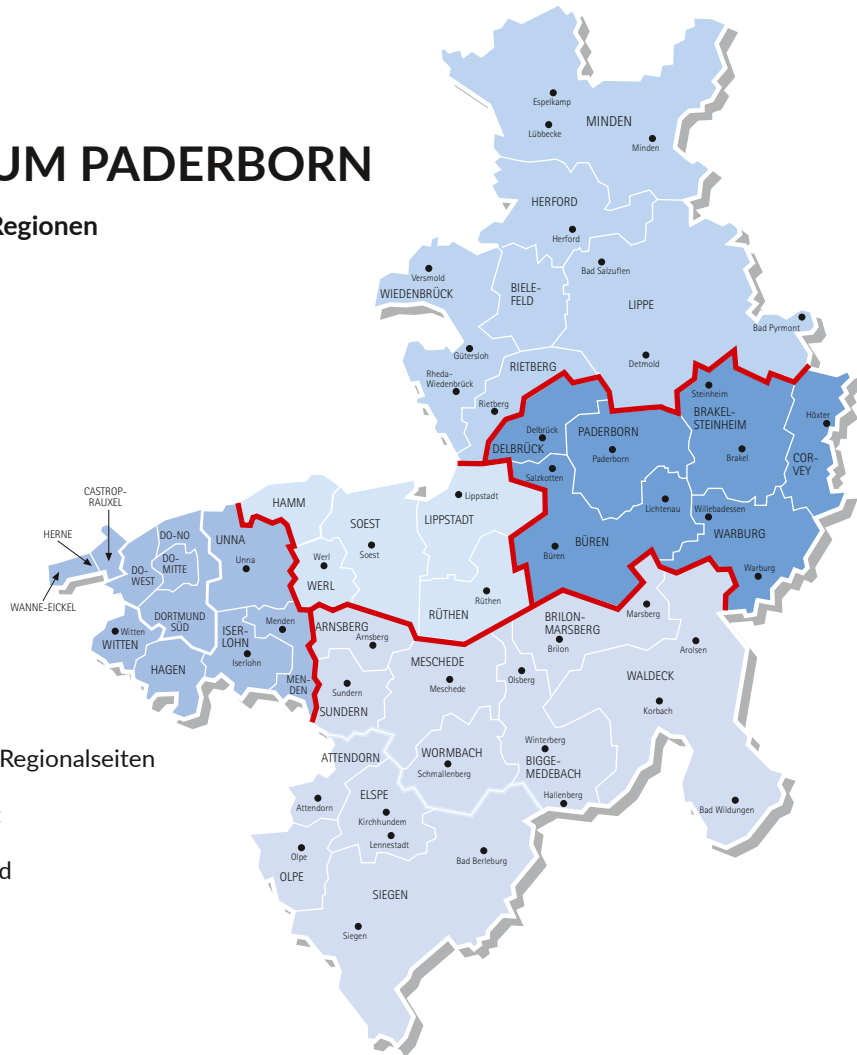 UM PADERBORN
Regionen
Espelkamp
MINDEN
Lübbecke
Minden
HERFORD
Herford
Versmold
WIEDENBRÜCK
BIELE-
FELD
Bad Salzuflen
LIPPE
Bad Pyrmont
Gütersloh
Detmold
RIETBERG
Rheda-
Wiedenbrück
Rietberg
Steinheim
BRAKEL-
STEINHEIM
Höxter
Delbrück
DELBRÜCK
PADERBORN
Paderborn
Brakel
COR-
VEY
Salzkotten
Lippstadt
LIPPSTADT
Lichtenau
Willebadessen
WARBURG
Warburg
BÜREN
Büren
HAMM
SOEST
Soest
Werl
WERL
Rüthen
RÜTHEN
CASTROP-
RAUXEL
HERNE
WANNE-EICKEL
DO-NO
DO-
MITTE
DO-
WEST
UNNA
Unna
DORTMUND
SÜD
Witten
WITTEN
HAGEN
ISER-
LOHN
Iserlohn
Menden
MEN-
DEN
ARNSBERG
Arnsberg
Sundern
SUNDERN
MESCHEDE
Meschede
BRILON-
MARSBERG
Brilon
Marsberg
Olsberg
Arolsen
WALDECK
Korbach
Regionalseiten
ATTENDORN
WORMBACH
Schmallenberg
Winterberg
BIGGE-
MEDEBACH
Hallenberg
Bad Wildungen
Attendorn
ELSPE
Kirchhundem
Lennestadt
Olpe
OLPE
Bad Berleburg
d
SIEGEN
Siegen